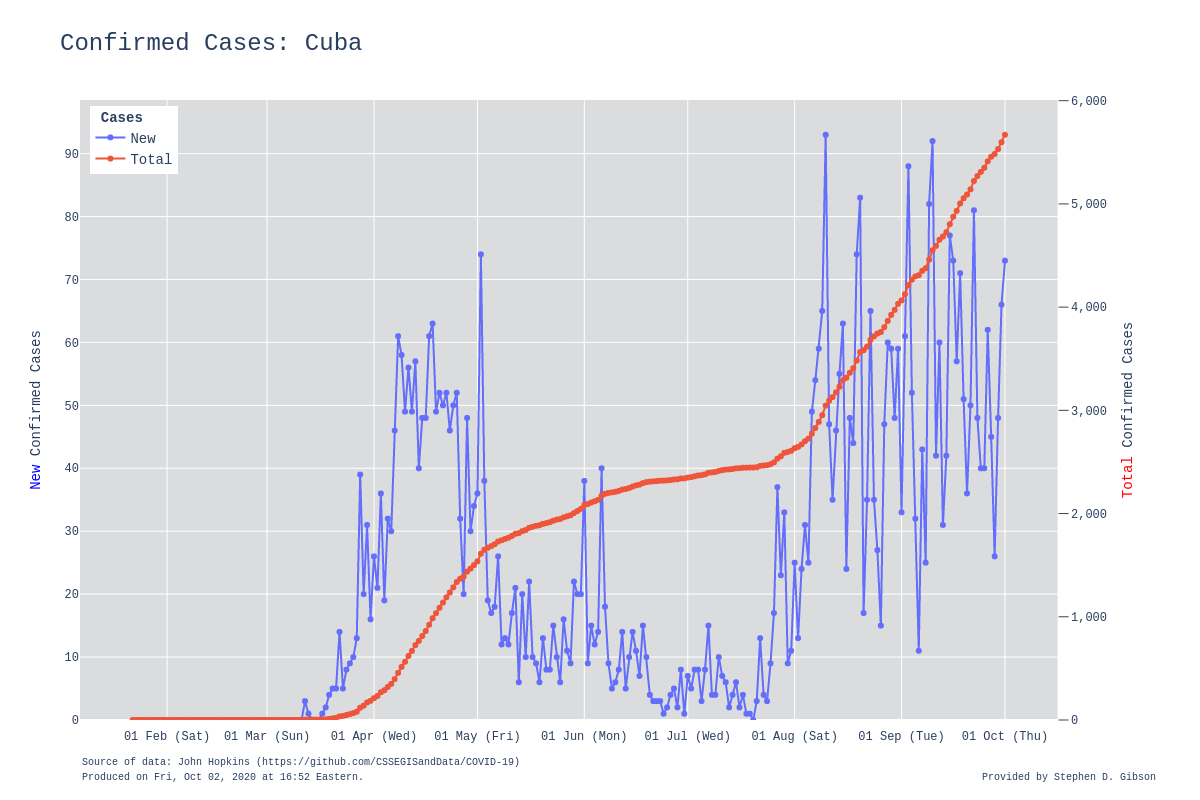 Confirmed Cases: Cuba
Cases
New
Total
6,000
5,000
4,000
3,000
2,000
1,000
0
90
80
70
60
50
40
30
20
10
0
New Confirmed Cases
Total Confirmed Cases
01 Feb (Sat)
01 Mar (Sun)
01 Apr (Wed)
01 May (Fri)
01 Jun (Mon)
01 Jul (Wed)
01 Aug (Sat)
01 Sep (Tue)
01 Oct (Thu)
Source of data: John Hopkins (https://github.com/CSSEGISandData/COVID-19)
Produced on Fri, Oct 02, 2020 at 16:52 Eastern.
Provided by Stephen D. Gibson